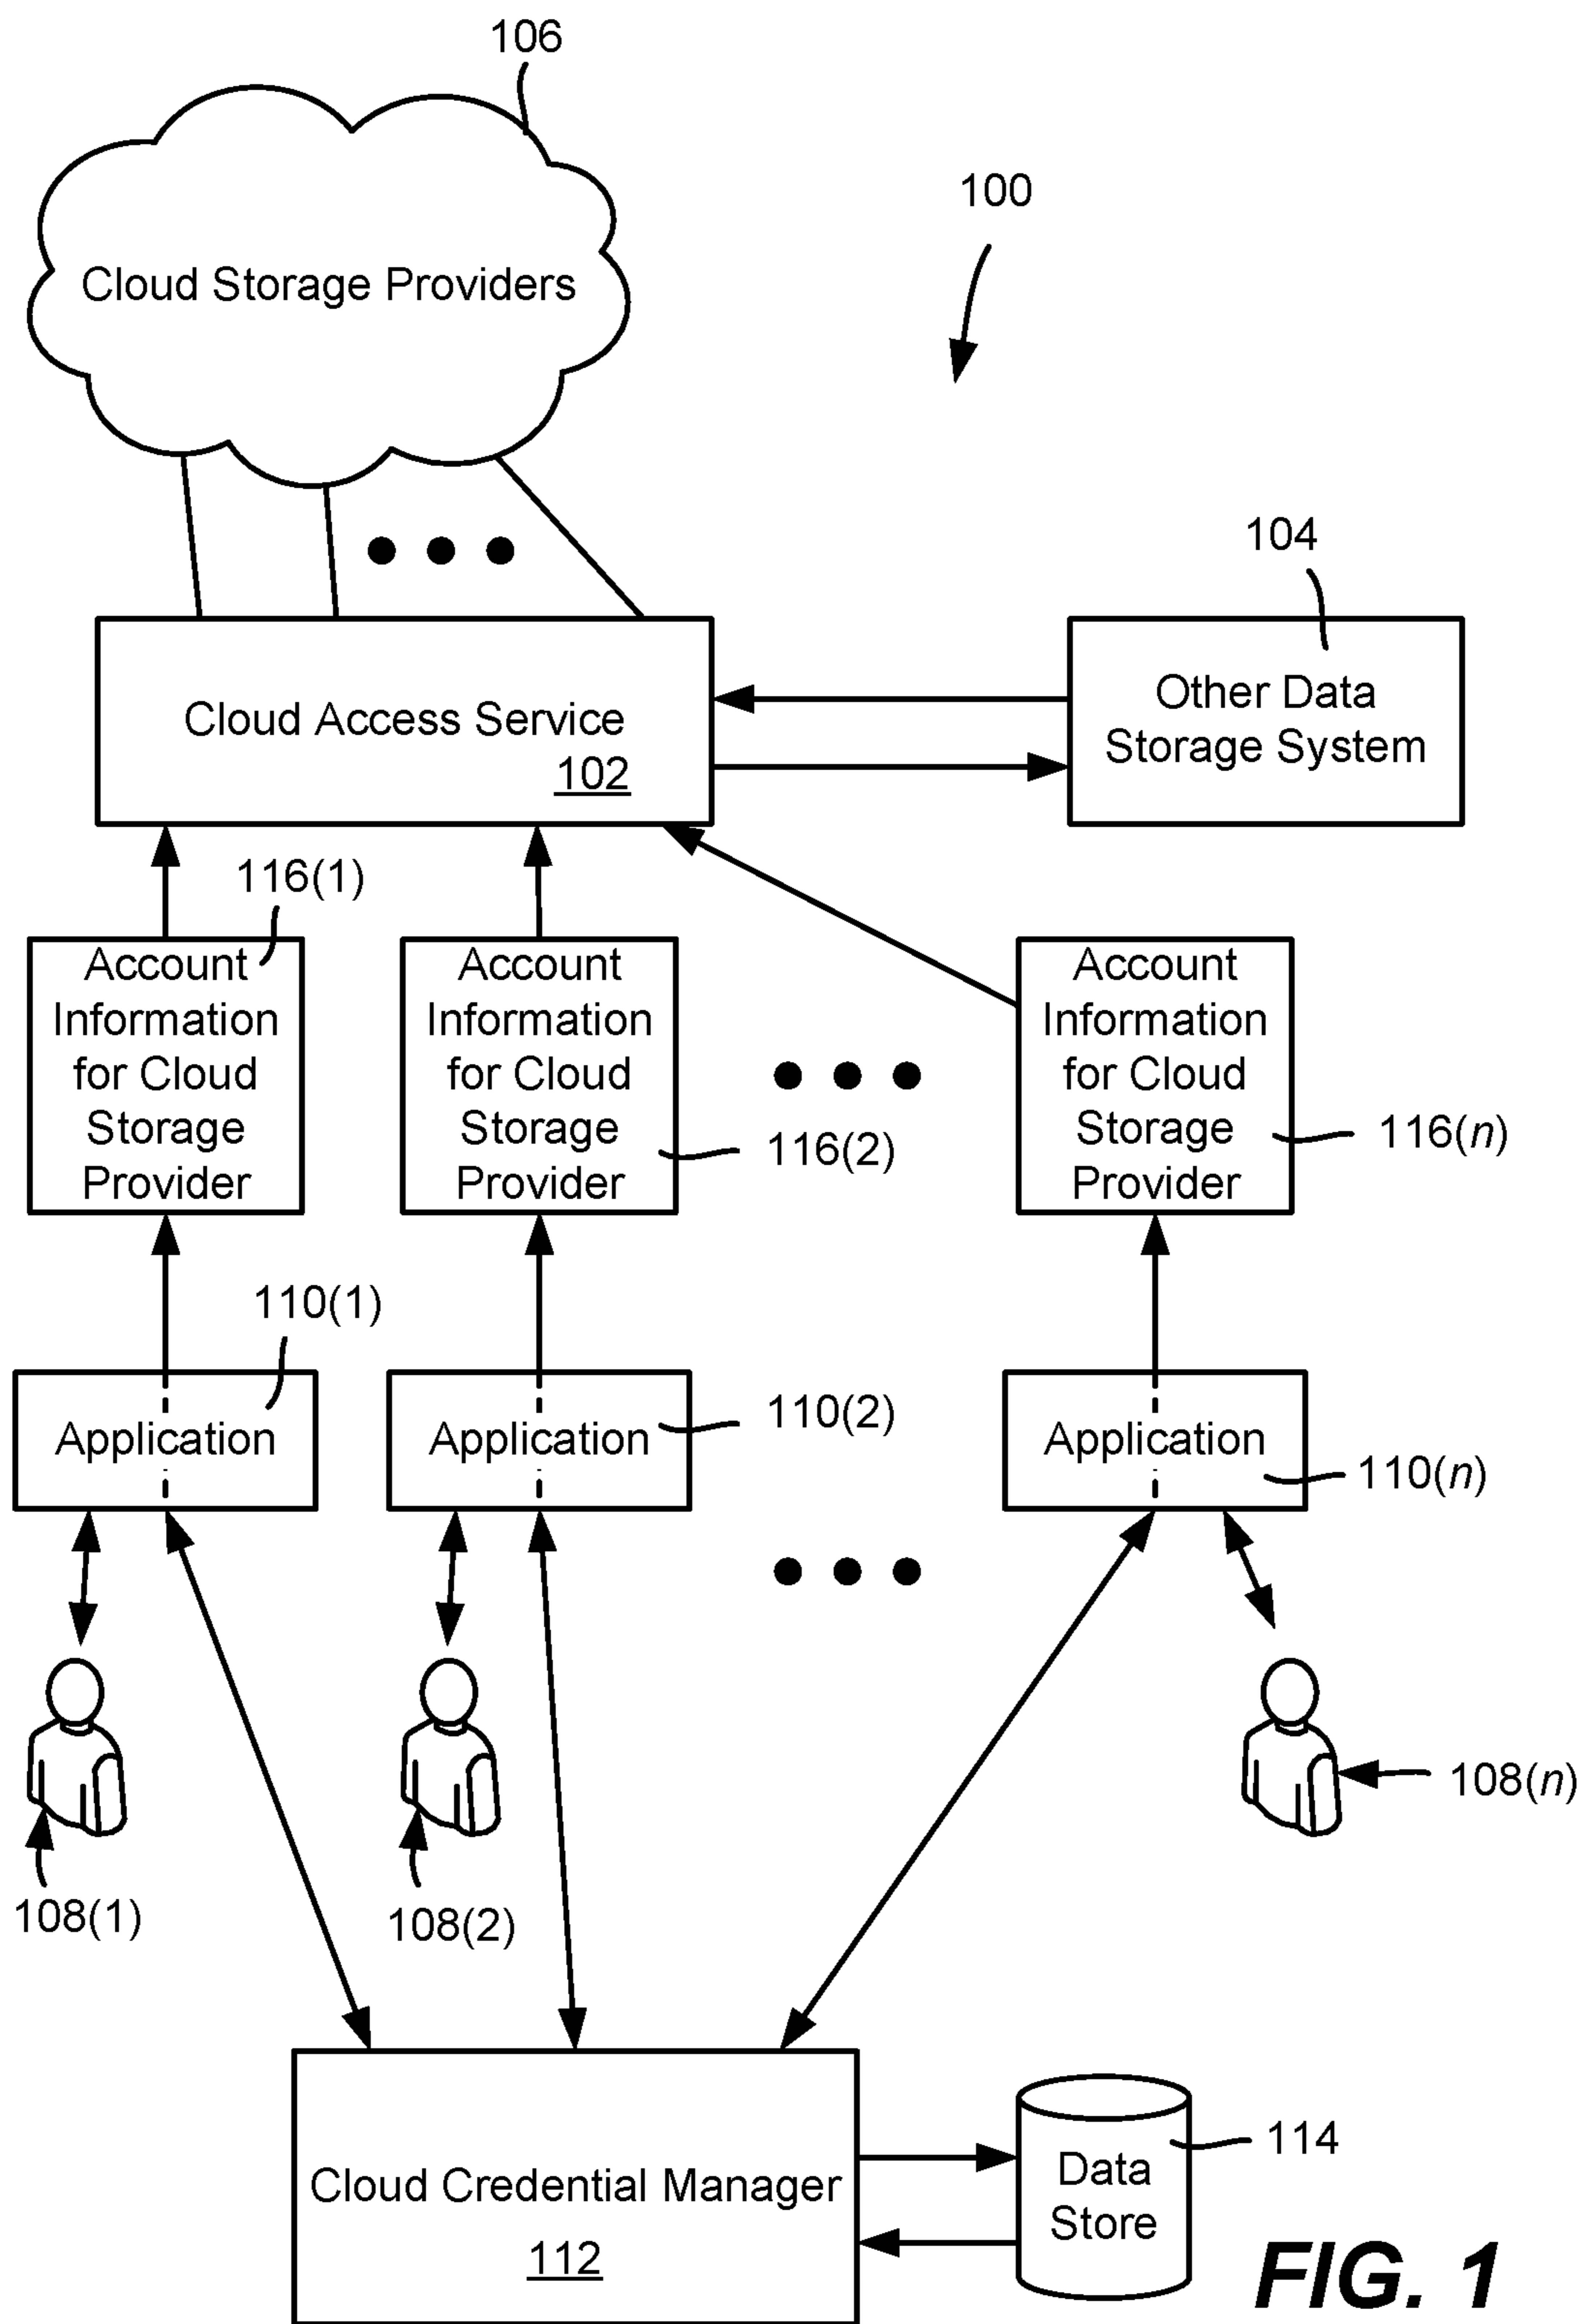 106
100
Cloud Storage Providers
104
Other Data
Storage System
Cloud Access Service
102
116(1)
Account
Information
for Cloud
Storage
Provider
Account
Information
for Cloud
Storage
Provider
116(2)
Account
Information
for Cloud
Storage
Provider
116(n)
110(1)
Application
Application
110(2)
Application
110(n)
108(1)
108(2)
108(n)
Cloud Credential Manager
112
Data
Store
114
FIG. 1